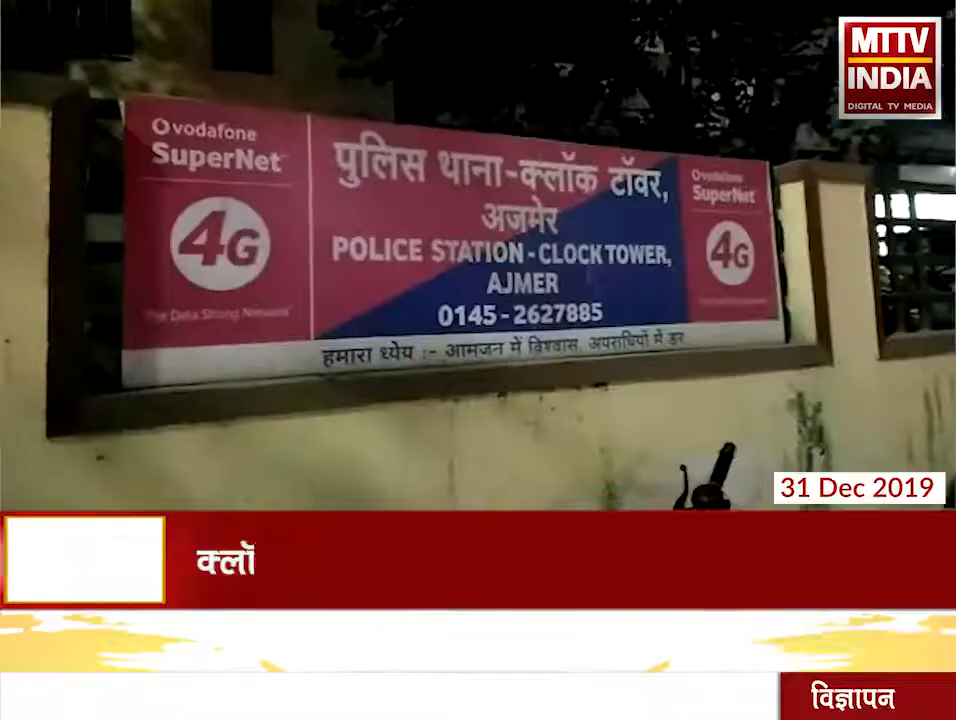 MTTV
INDIA
DIGITAL TV MEDIA
vodafone
SuperNet
4G
The Data Strong Network
पुलिस थाना-क्लॉक टॉवर,
अजमेर
POLICE STATION - CLOCK TOWER,
AJMER
0145 - 2627885
vodafone
SuperNet
4G
हमारा ध्येय :- आमजन में विश्वास, अपराधियों में डर
31 Dec 2019
क्लॉ
विज्ञापन